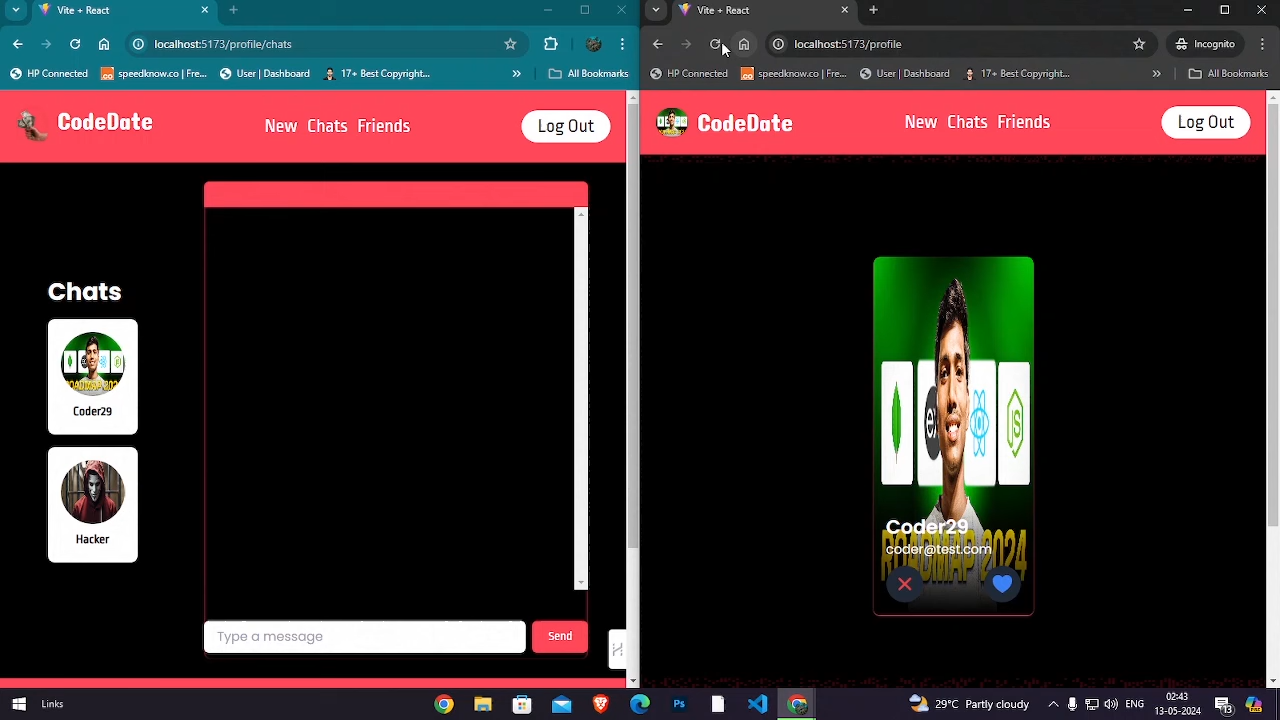 Vite + React
localhost:5173/profile/chats
HP Connected
speedknow.co | Fre...
User | Dashboard
17+ Best Copyright...
»
All Bookmarks
CodeDate
New Chats Friends
Log Out
Chats
Coder29
Hacker
Type a message
Send
Vite + React
localhost:5173/profile
Incognito
HP Connected
speedknow.co | Fre...
User | Dashboard
17+ Best Copyright...
»
All Bookmarks
CodeDate
New Chats Friends
Log Out
Coder29
coder@test.com
ROADMAP 2024
Links
29°C Partly cloudy
ENG
02:43
13-05-2024